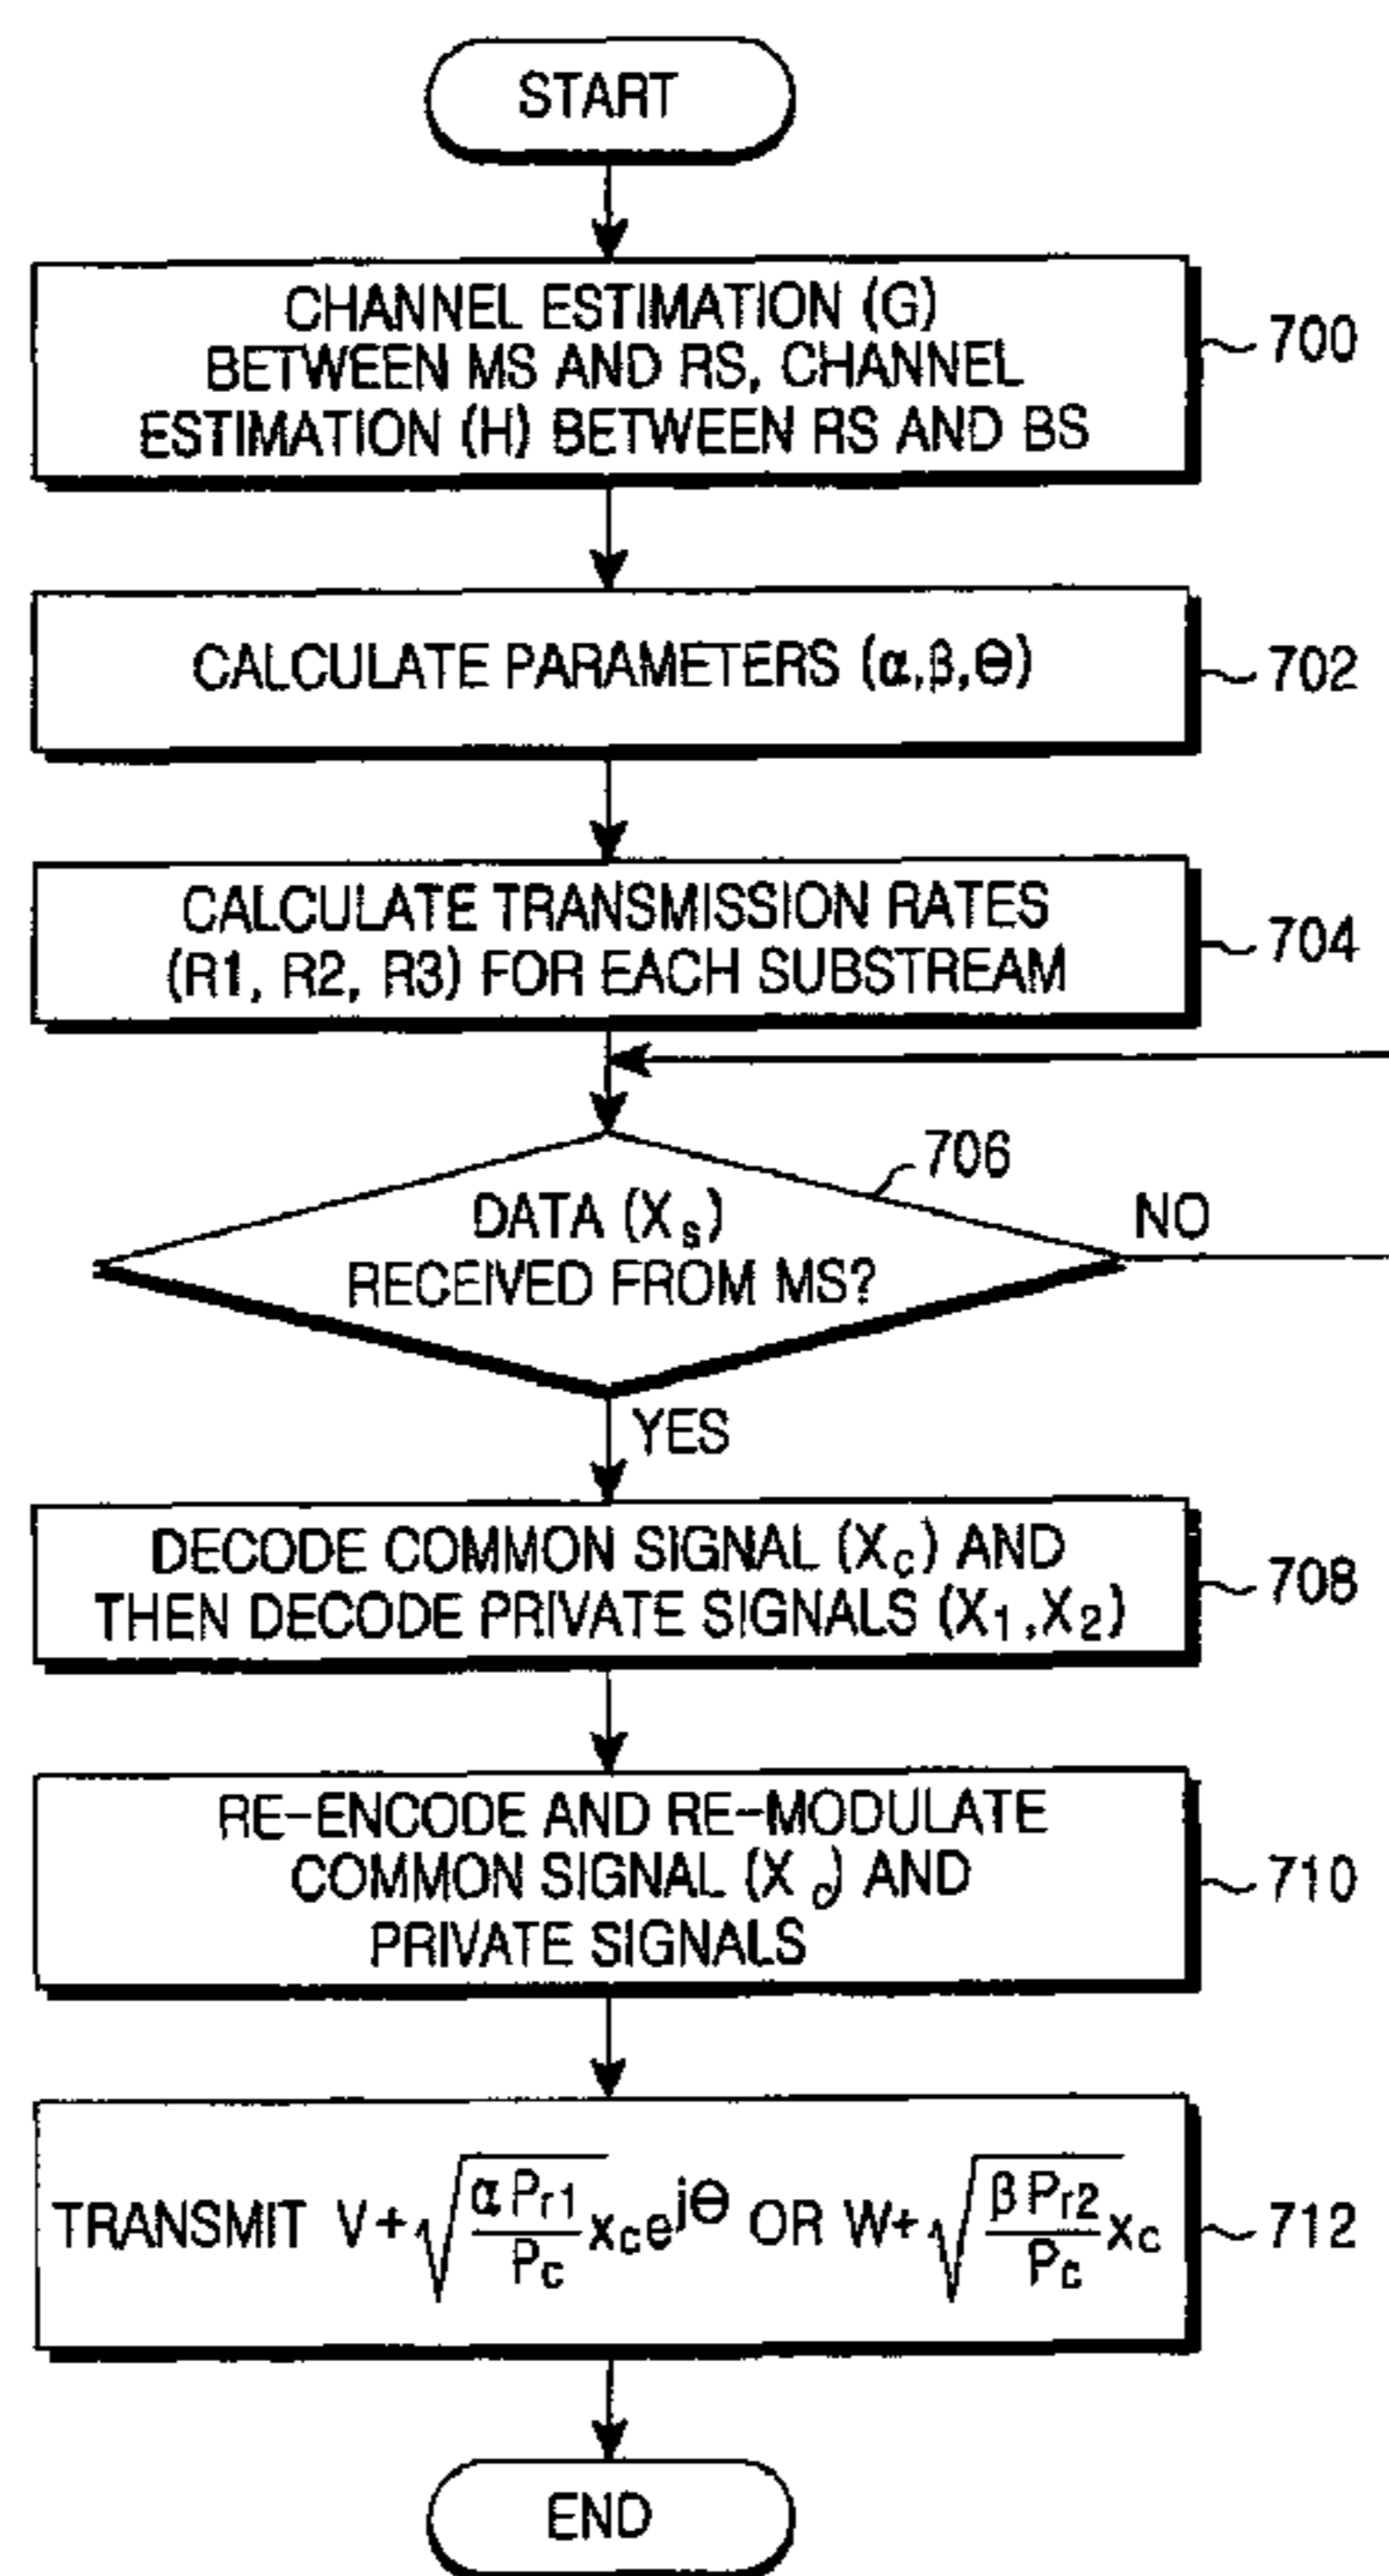 START
CHANNEL ESTIMATION (G)
BETWEEN MS AND RS, CHANNEL
ESTIMATION (H) BETWEEN RS AND BS
700
CALCULATE PARAMETERS (α,β,Θ)
702
CALCULATE TRANSMISSION RATES
(R1, R2, R3) FOR EACH SUBSTREAM
704
706
DATA (Xs)
RECEIVED FROM MS?
NO
YES
DECODE COMMON SIGNAL (Xc) AND
THEN DECODE PRIVATE SIGNALS (X1,X2)
708
RE-ENCODE AND RE-MODULATE
COMMON SIGNAL (Xc) AND
PRIVATE SIGNALS
710
TRANSMIT V+√(αPr1/Pc)xce^jΘ OR W+√(βPr2/Pc)xc
712
END